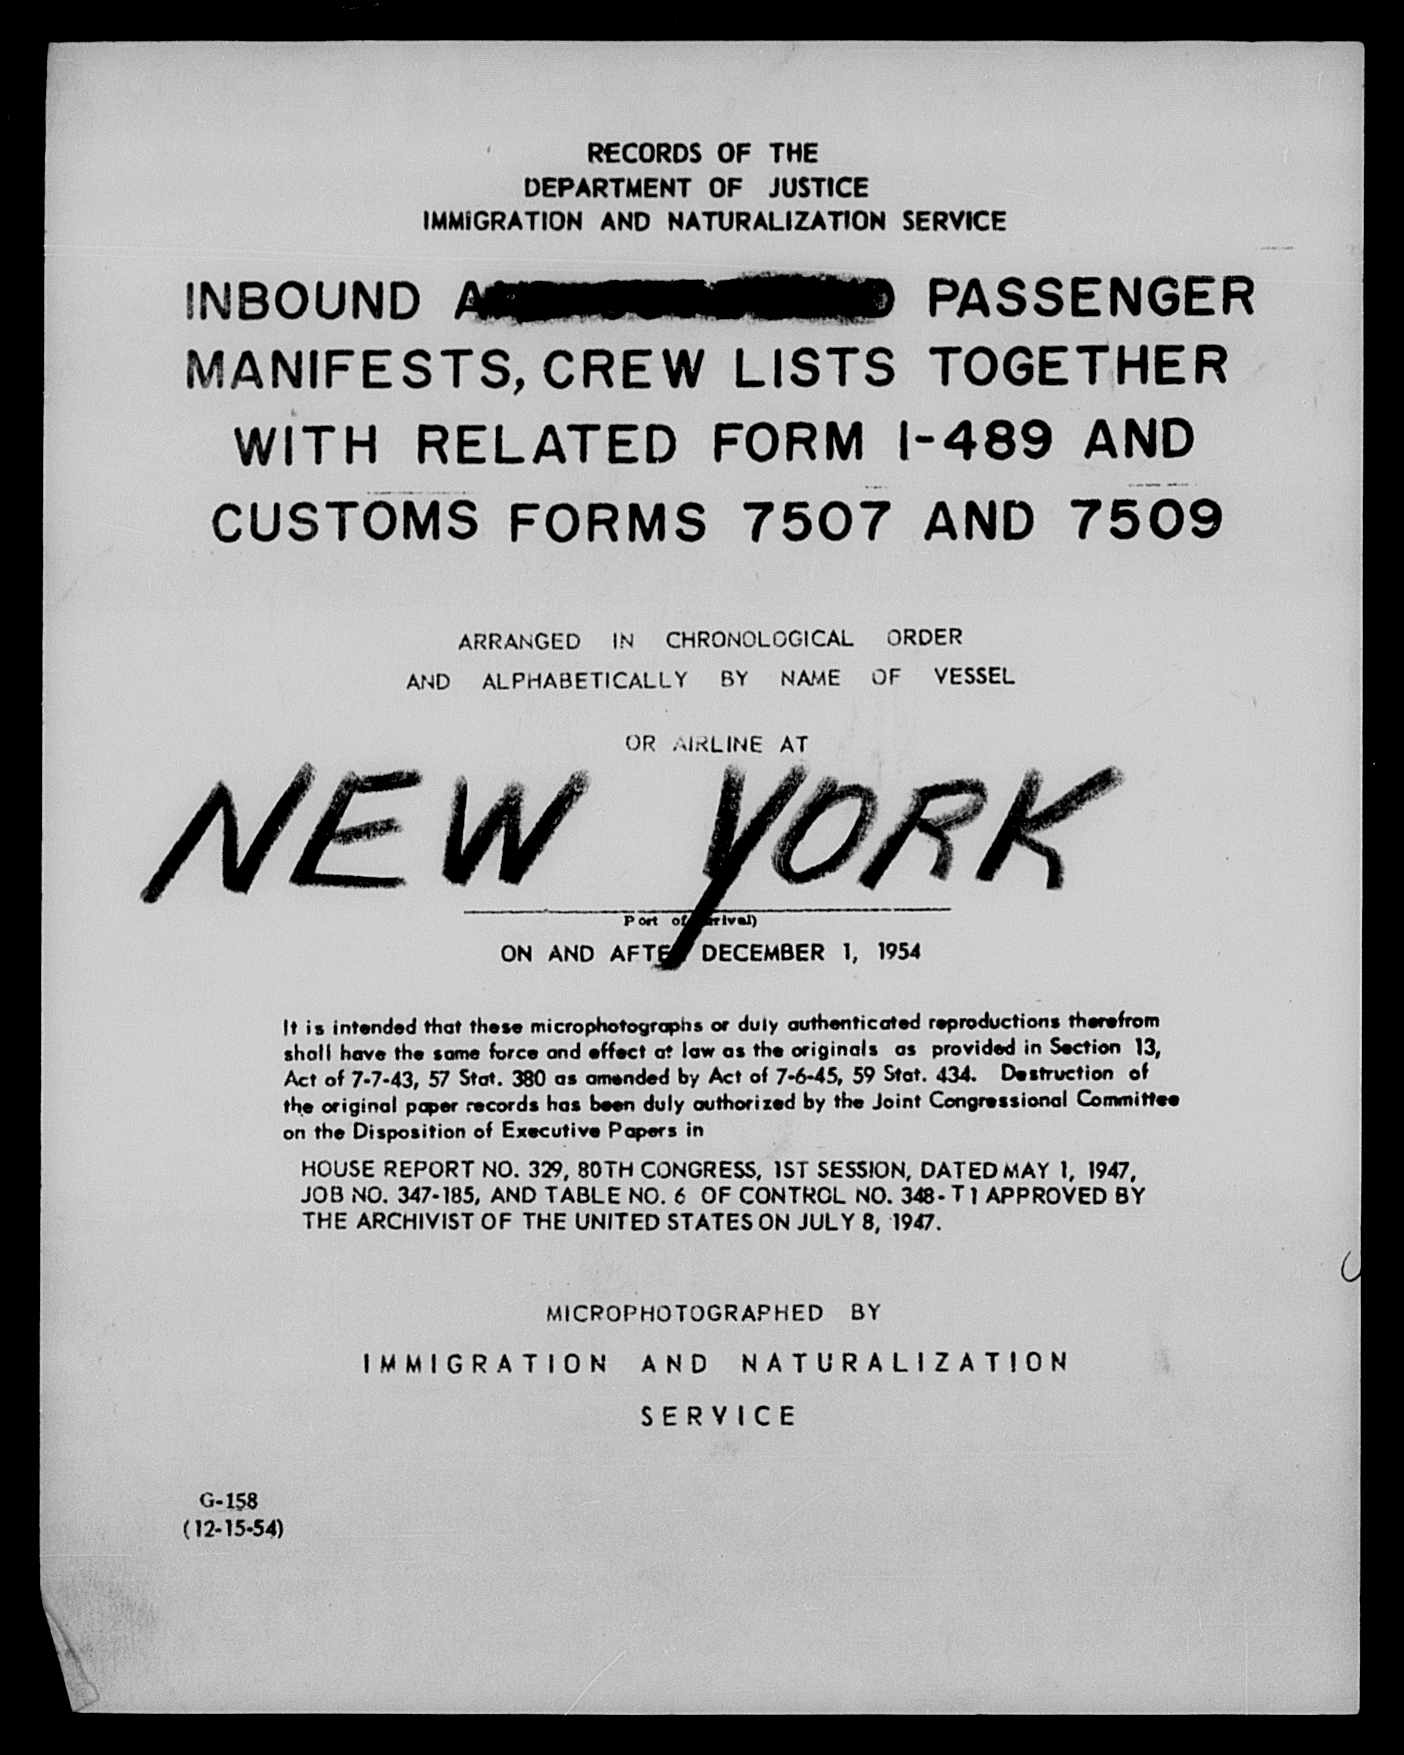 RECORDS OF THE
DEPARTMENT OF JUSTICE
IMMIGRATION AND NATURALIZATION SERVICE
INBOUND PASSENGER
MANIFESTS, CREW LISTS TOGETHER
WITH RELATED FORM I-489 AND
CUSTOMS FORMS 7507 AND 7509
ARRANGED IN CHRONOLOGICAL ORDER
AND ALPHABETICALLY BY NAME OF VESSEL
OR AIRLINE AT
NEW YORK
Port of
ON AND AFTER DECEMBER 1, 1954
It is intended that these microphotographs or duly authenticated reproductions therefrom
shall have the same force and effect at law as the originals as provided in Section 13,
Act of 7-7-43, 57 Stat. 380 as amended by Act of 7-6-45, 59 Stat. 434. Destruction of
the original paper records has been duly authorized by the Joint Congressional Committee
on the Disposition of Executive Papers in
HOUSE REPORT NO. 329, 80TH CONGRESS, 1ST SESSION, DATED MAY 1, 1947,
JOB NO. 347-185, AND TABLE NO. 6 OF CONTROL NO. 348-T1 APPROVED BY
THE ARCHIVIST OF THE UNITED STATES ON JULY 8, 1947.
MICROPHOTOGRAPHED BY
IMMIGRATION AND NATURALIZATION
SERVICE
G-158
(12-15-54)